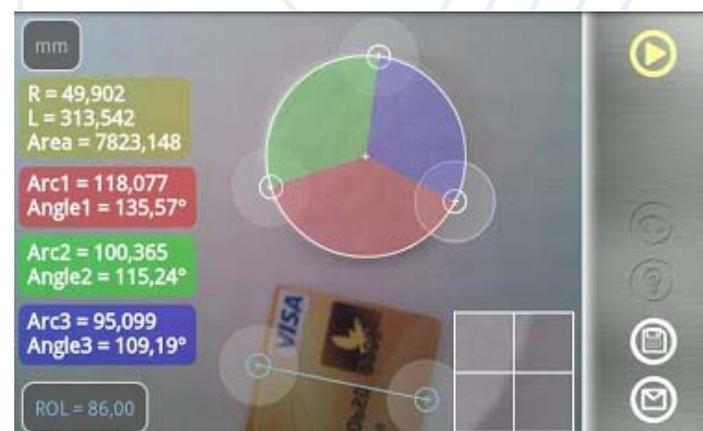 mm
R = 49,902
L = 313,542
Area = 7823,148
Arc1 = 118,077
Angle1 = 135,57°
Arc2 = 100,365
Angle2 = 115,24°
Arc3 = 95,099
Angle3 = 109,19°
ROL = 86,00
VISA